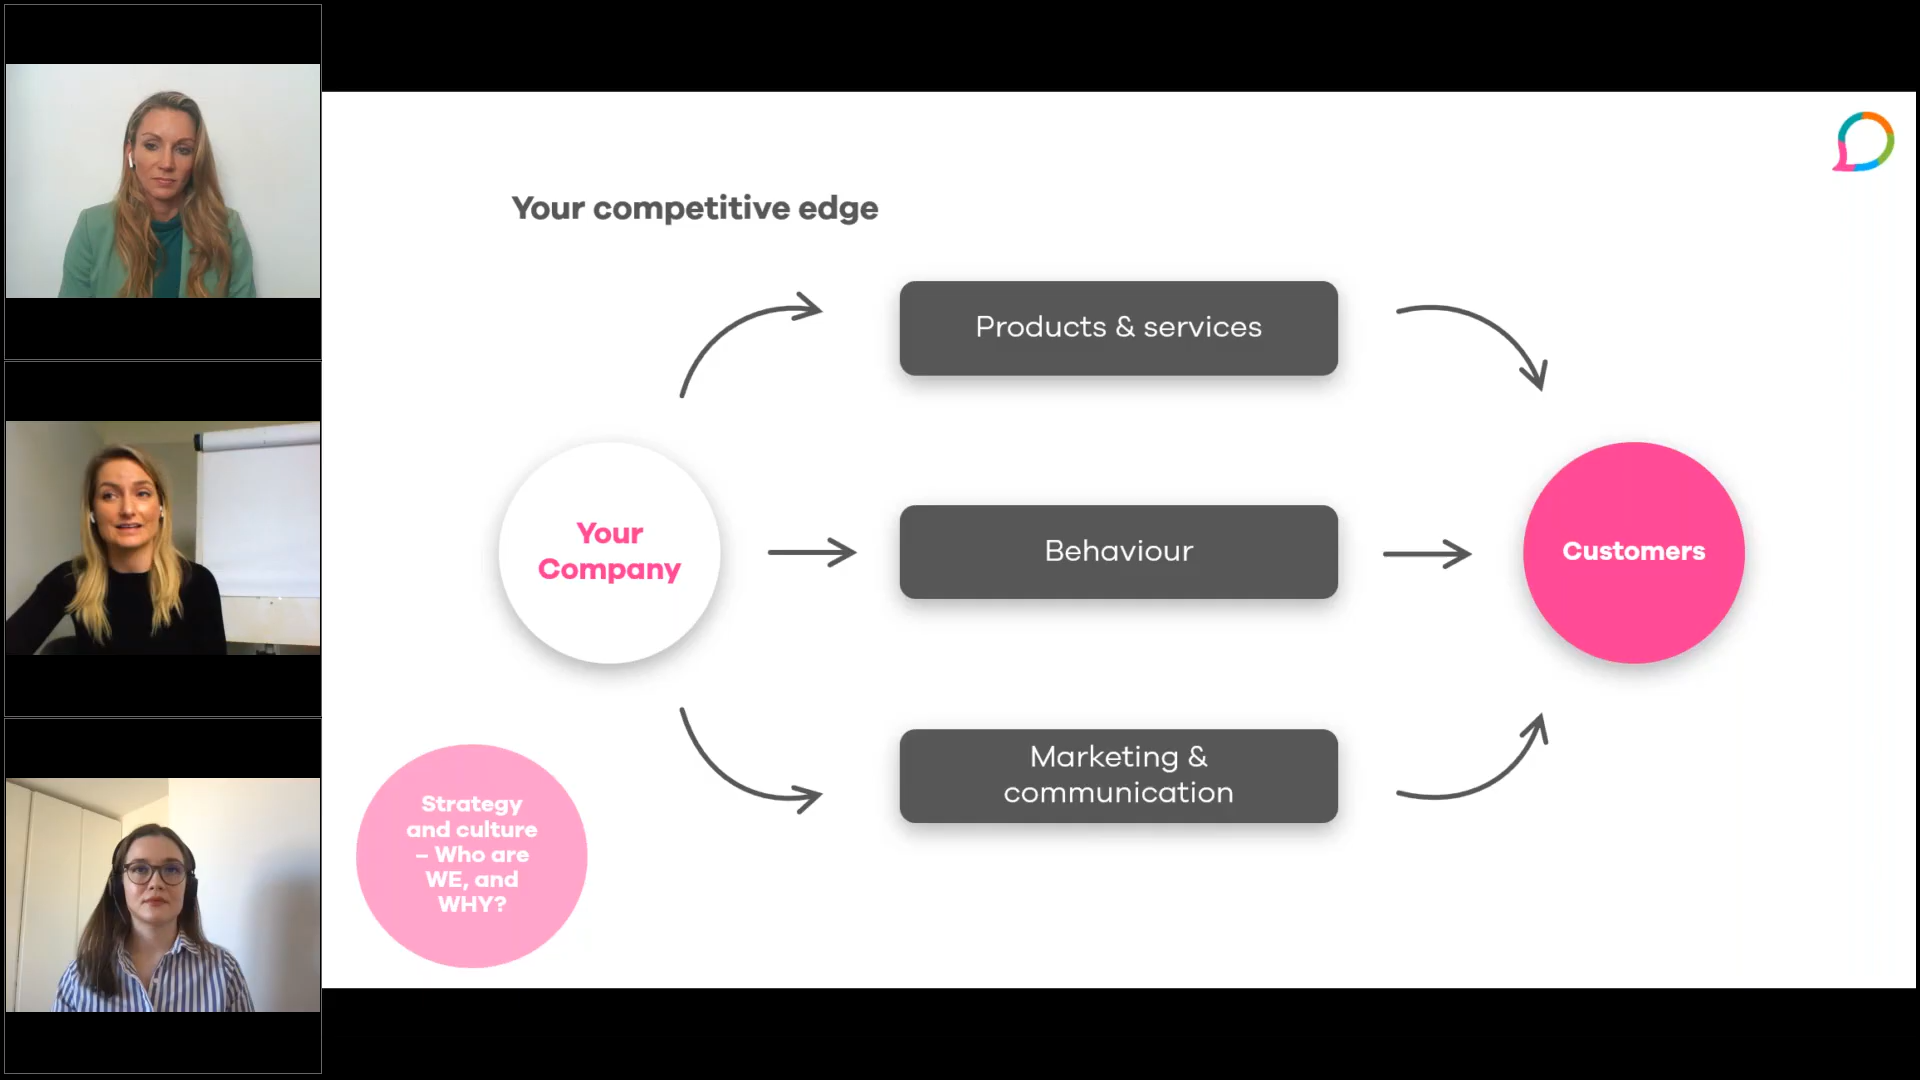 Your competitive edge
Products & services
Your
Company
Behaviour
Customers
Marketing &
communication
Strategy
and culture
– Who are
WE, and
WHY?